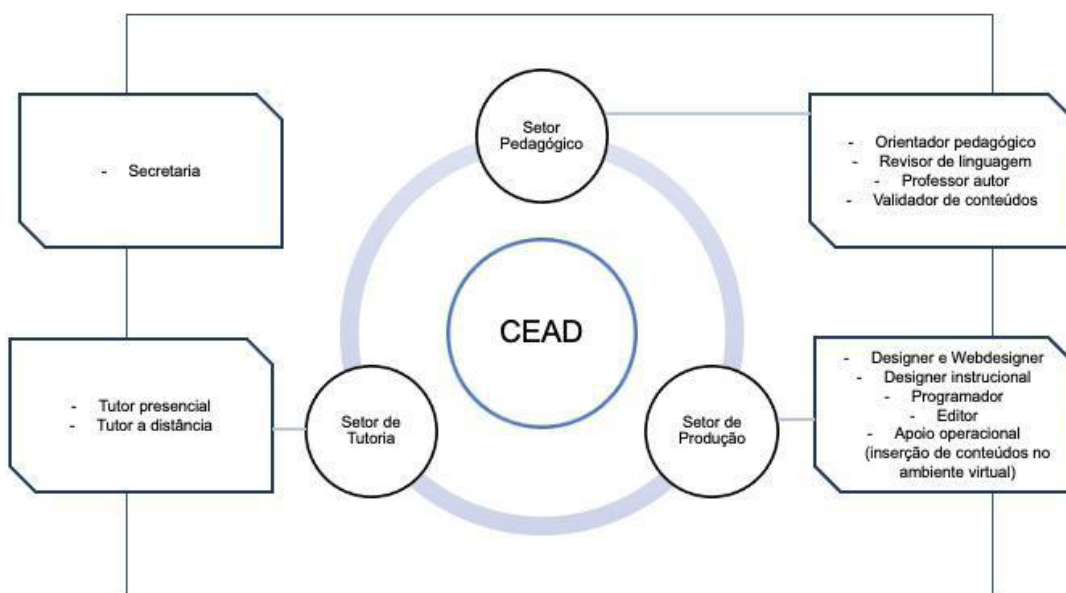 Setor
Pedagógico
- Secretaria
- Orientador pedagógico
- Revisor de linguagem
- Professor autor
- Validador de conteúdos
CEAD
- Tutor presencial
- Tutor a distância
Setor de
Tutoria
Setor de
Produção
- Designer e Webdesigner
- Designer instrucional
- Programador
- Editor
- Apoio operacional
(inserção de conteúdos no
ambiente virtual)